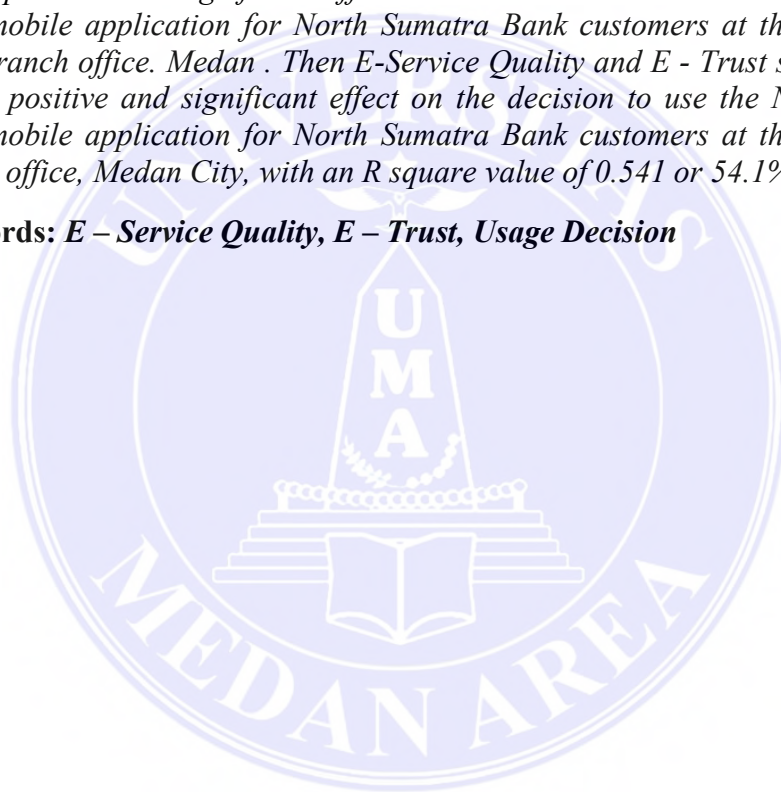 mobile application for North Sumatra Bank customers at th
ranch office. Medan . Then E-Service Quality and E - Trust s
positive and significant effect on the decision to use the N
mobile application for North Sumatra Bank customers at th
office, Medan City, with an R square value of 0.541 or 54.1%
rds: E – Service Quality, E – Trust, Usage Decision
UNIVERSITAS
U
M
A
MEDAN AREA